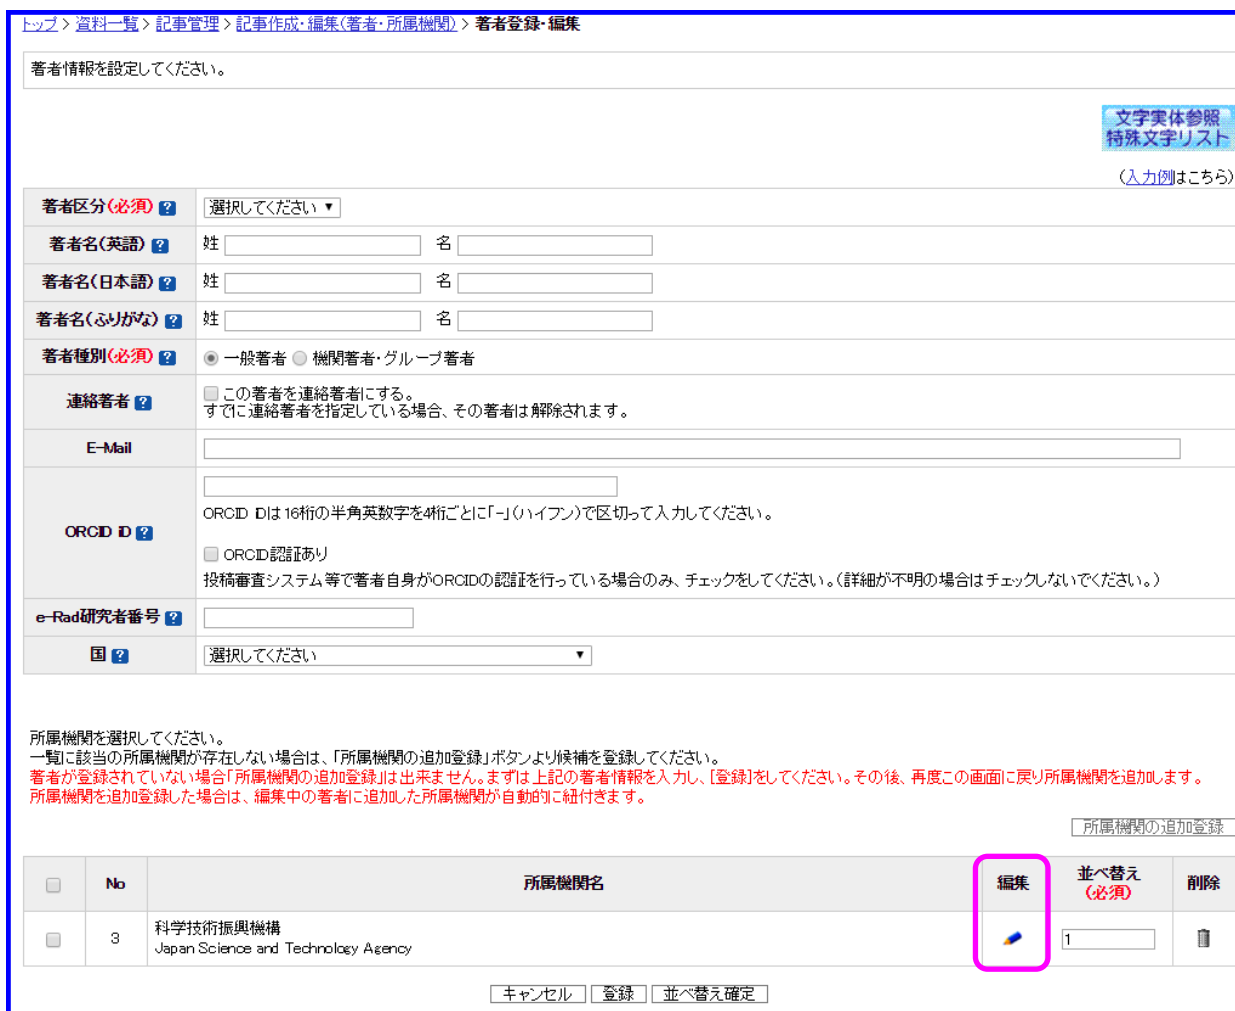 トップ > 資料一覧 > 記事管理 > 記事作成・編集(著者・所属機関) > 著者登録・編集
著者情報を設定してください。
文字実体参照
特殊文字リスト
(入力例はこちら)
著者区分(必須) ? 選択してください ▼
著者名(英語) ? 姓 名
著者名(日本語) ? 姓 名
著者名(ふりがな) ? 姓 名
著者種別(必須) ? 一般著者 機関著者・グループ著者
連絡著者 ? この著者を連絡著者にする。
すでに連絡著者を指定している場合、その著者は解除されます。
E-Mail
ORCID iD ?
ORCID iDは16桁の半角英数字を4桁ごとに「-」(ハイフン)で区切って入力してください。
ORCID認証あり
投稿審査システム等で著者自身がORCIDの認証を行っている場合のみ、チェックをしてください。(詳細が不明の場合はチェックしないでください。)
e-Rad研究者番号 ?
国 ? 選択してください ▼
所属機関を選択してください。
一覧に該当の所属機関が存在しない場合は、「所属機関の追加登録」ボタンより候補を登録してください。
著者が登録されていない場合「所属機関の追加登録」は出来ません。まずは上記の著者情報を入力し、[登録]をしてください。その後、再度この画面に戻り所属機関を追加します。
所属機関を追加登録した場合は、編集中の著者に追加した所属機関が自動的に紐付きます。
所属機関の追加登録
No 所属機関名 編集 並べ替え(必須) 削除
3 科学技術振興機構 1
Japan Science and Technology Agency
キャンセル 登録 並べ替え確定